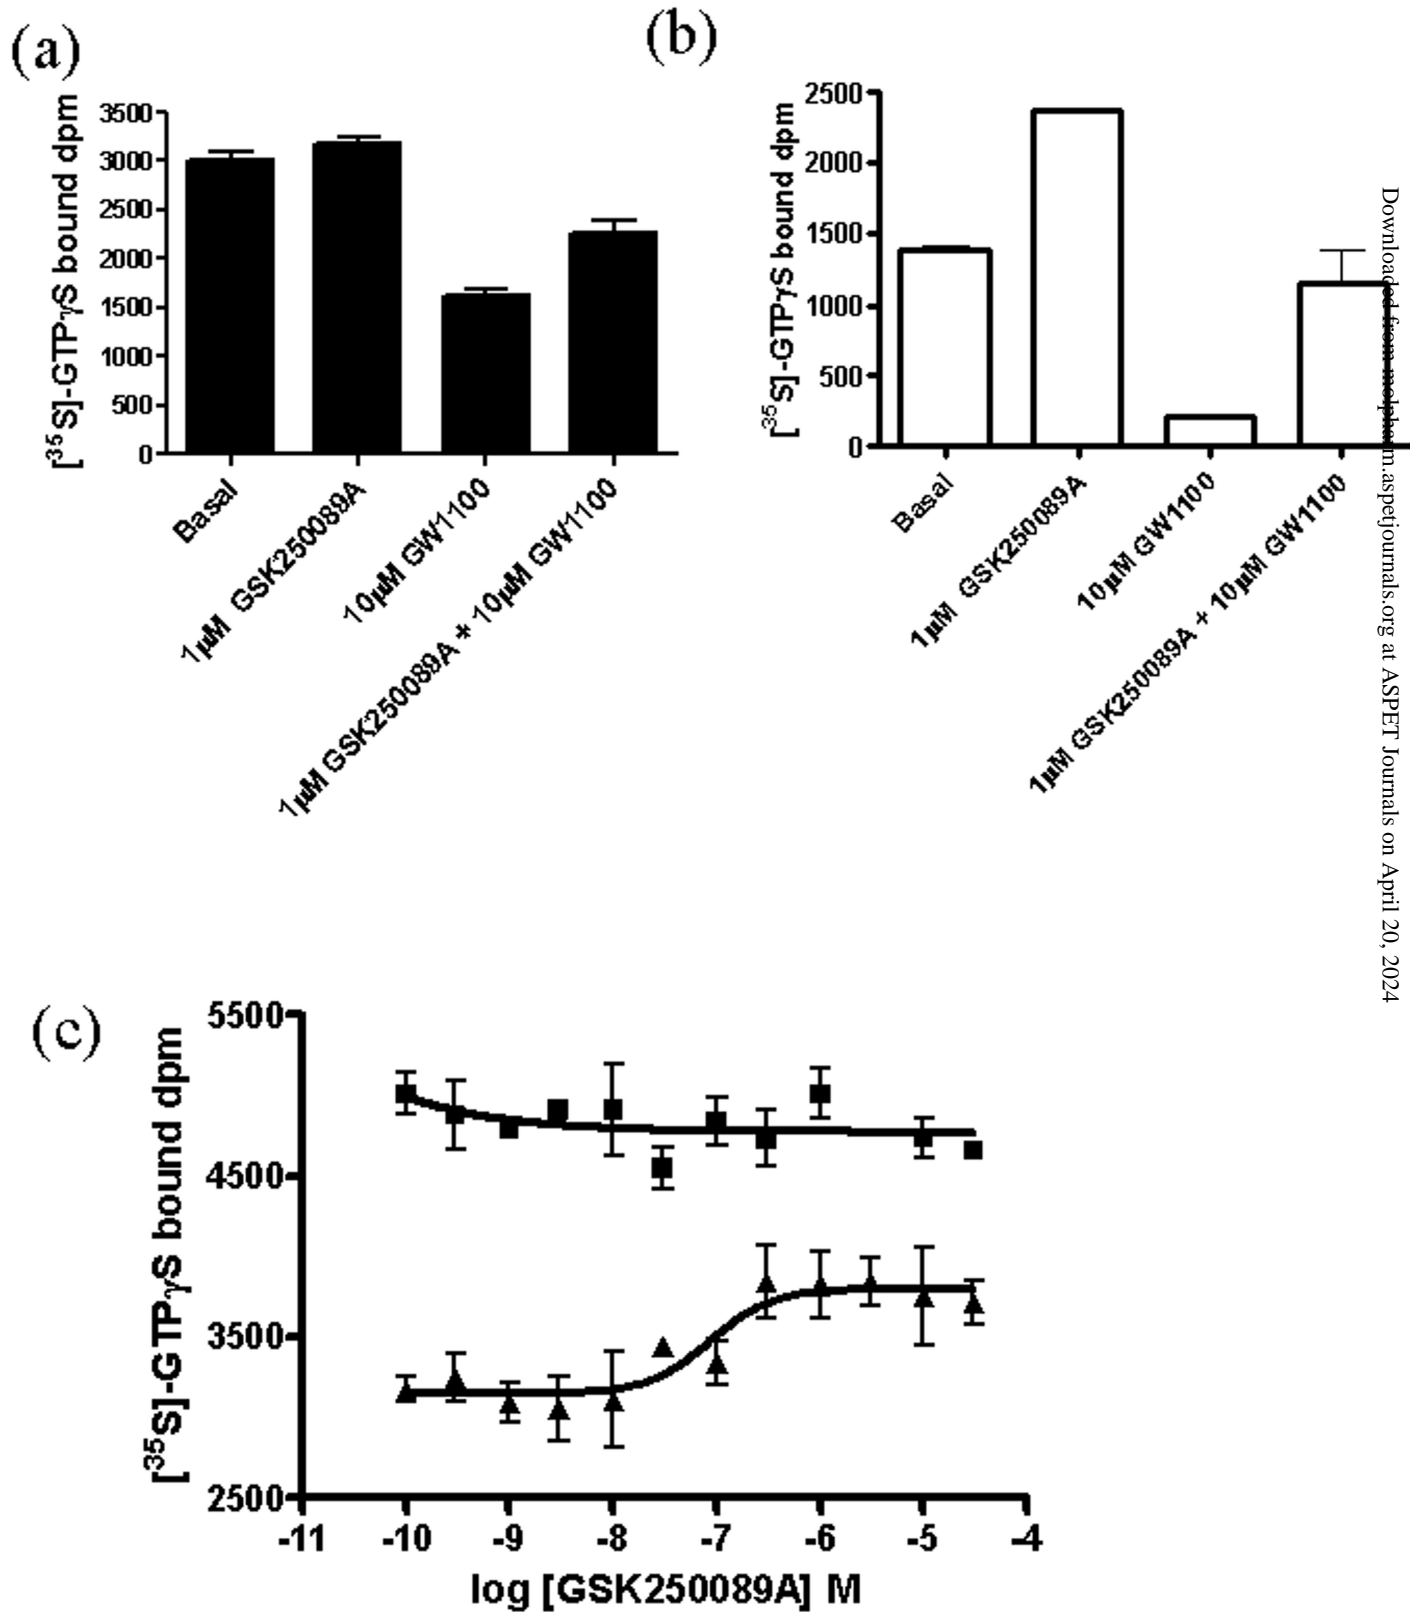 (a)
[³⁵S]-GTPγS bound dpm
3500
3000
2500
2000
1500
1000
500
0
Basal
1μM GSK250089A
10μM GW1100
1μM GSK250089A + 10μM GW1100
(b)
[³⁵S]-GTPγS bound dpm
2500
2000
1500
1000
500
0
Basal
1μM GSK250089A
10μM GW1100
1μM GSK250089A + 10μM GW1100
Downloaded from molpharm.aspetjournals.org at ASPET Journals on April 20, 2024
(c)
[³⁵S]-GTPγS bound dpm
5500
4500
3500
2500
-11 -10 -9 -8 -7 -6 -5 -4
log [GSK250089A] M